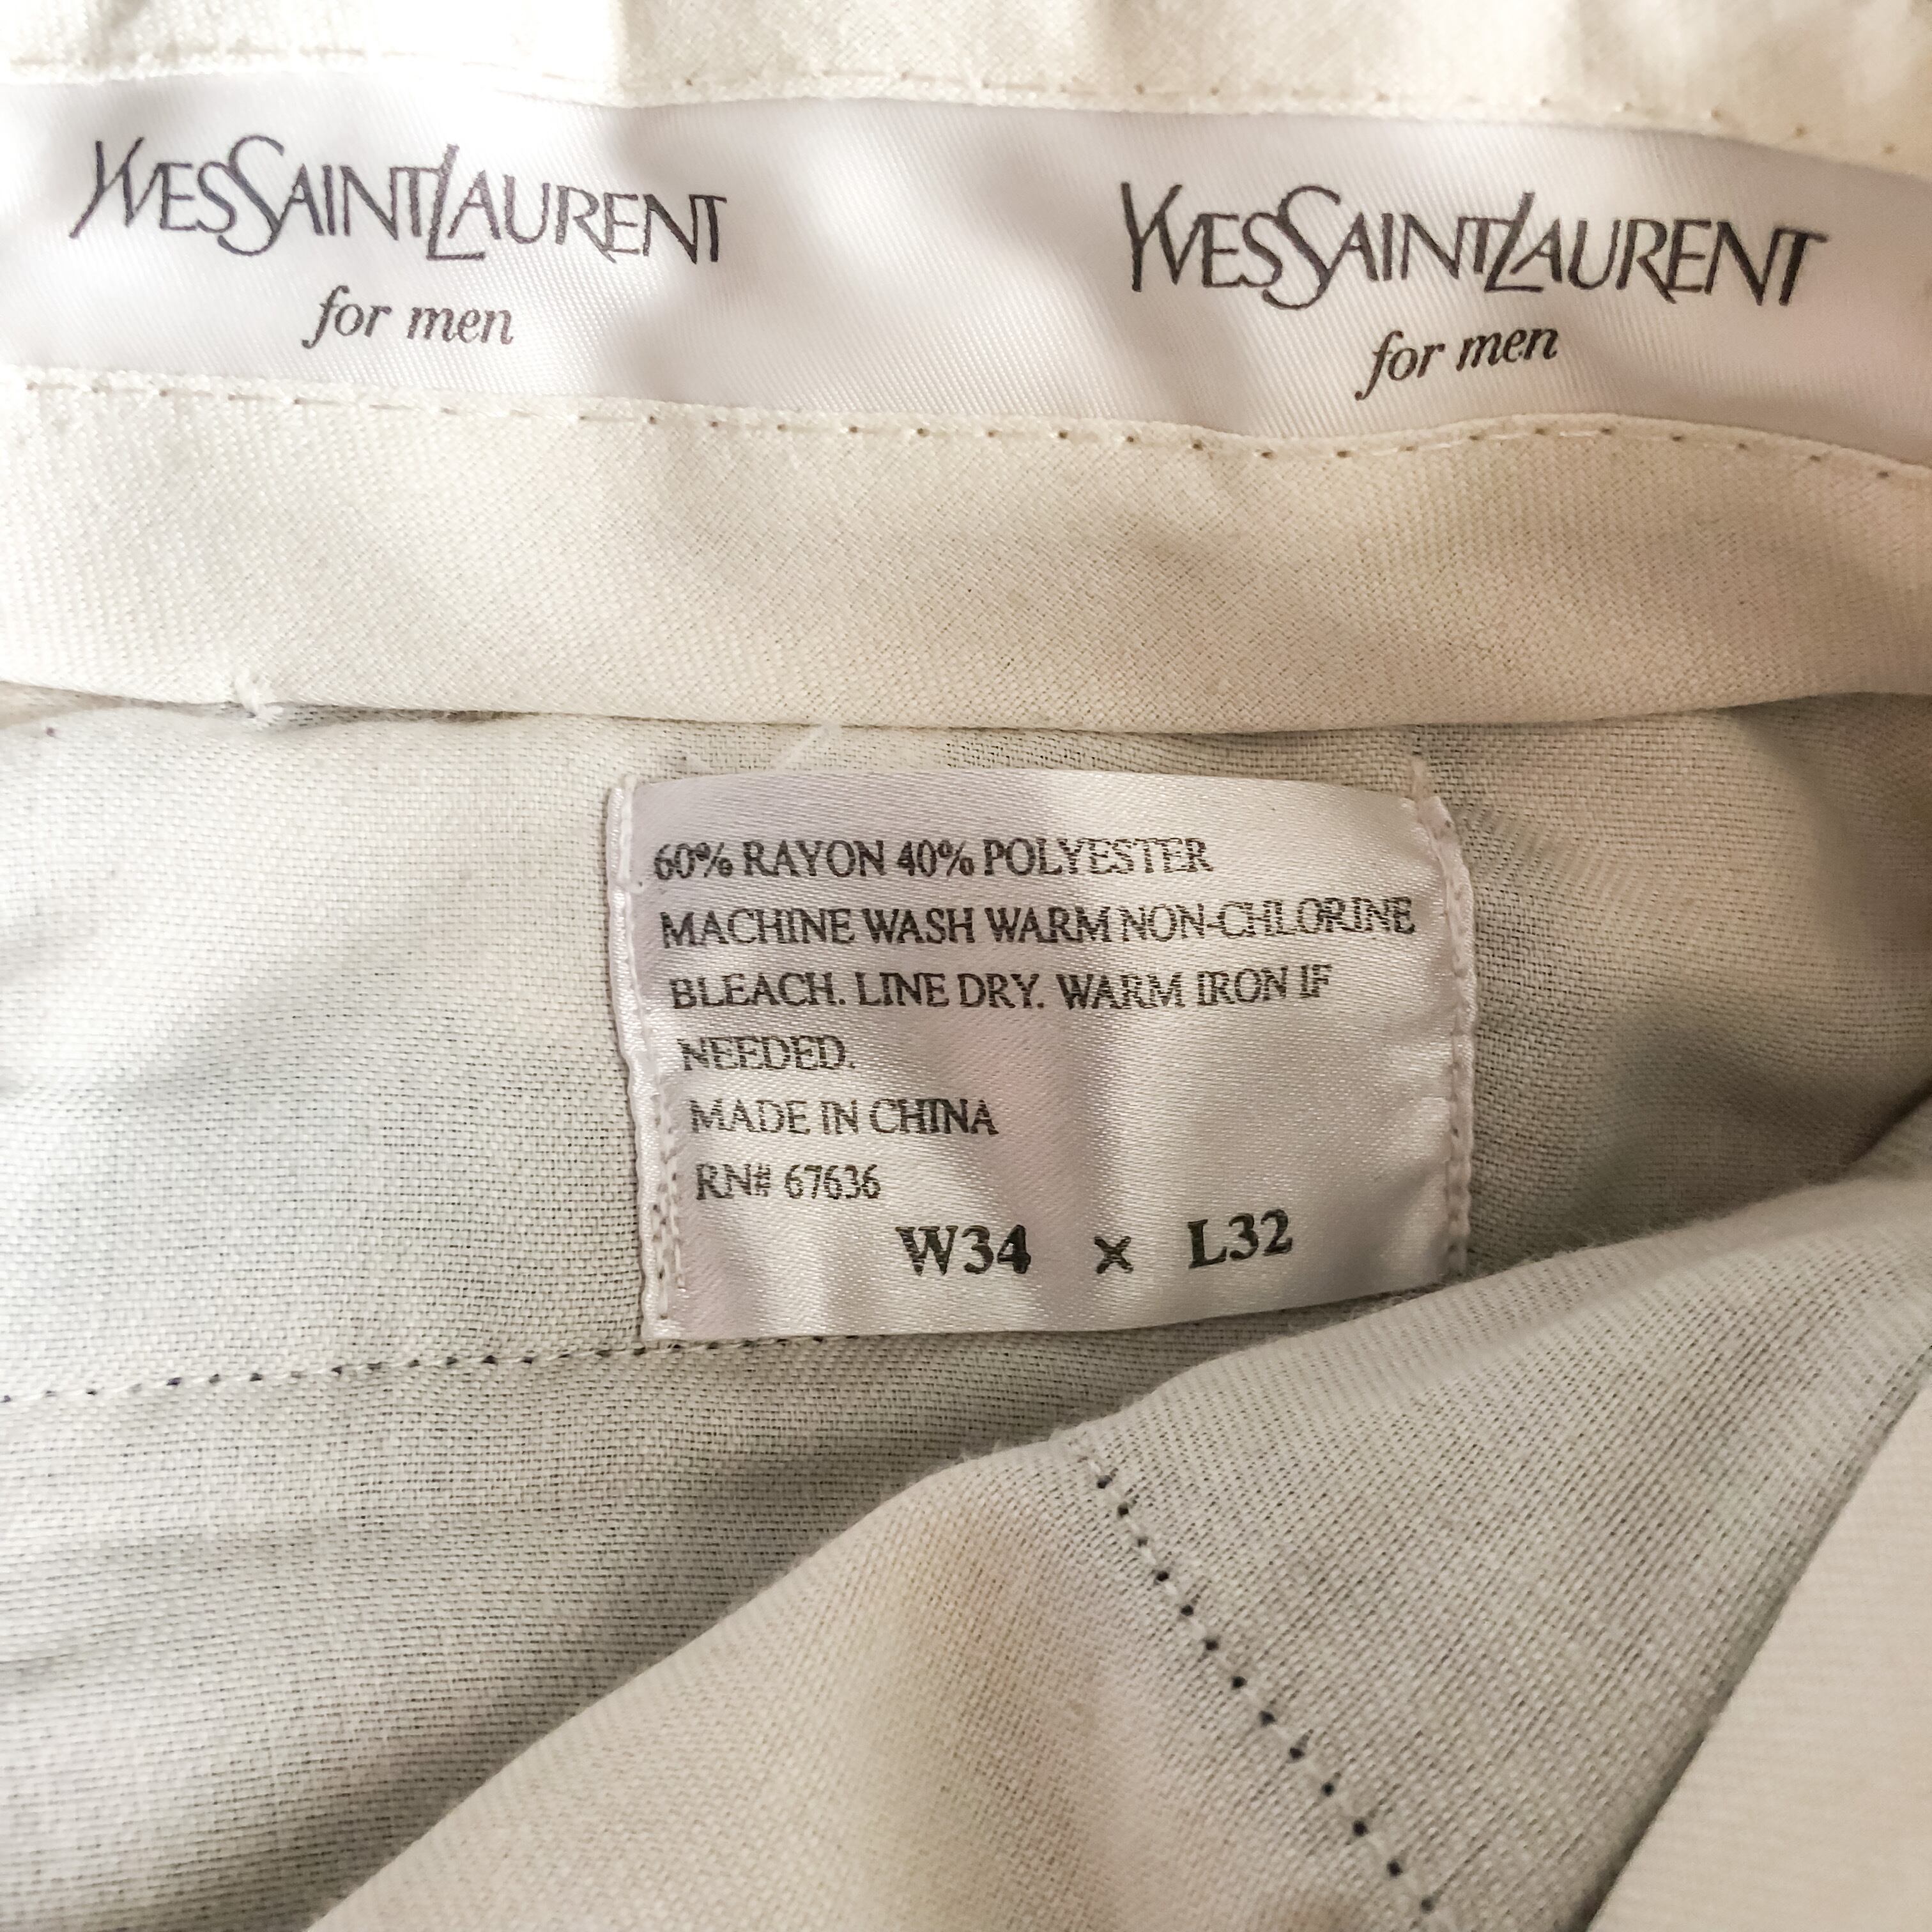 YVESSAINTLAURENT
for men
YVESSAINTLAURENT
for men
60% RAYON 40% POLYESTER
MACHINE WASH WARM NON-CHLORINE
BLEACH. LINE DRY. WARM IRON IF
NEEDED.
MADE IN CHINA
RN# 67636
W34 × L32